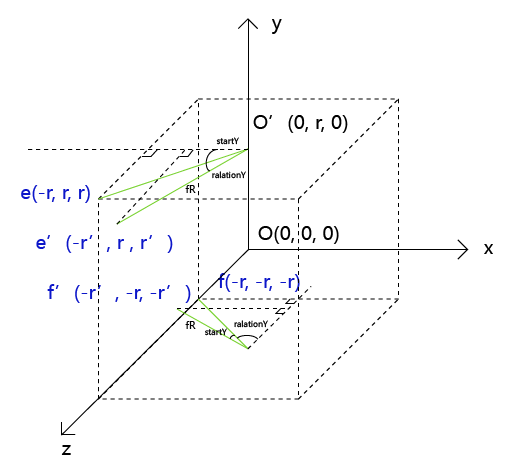 y
O’ (0, r, 0)
startY
ralationY
e(-r, r, r)
fR
e’ (-r’ , r , r’ )
O(0, 0, 0)
x
f(-r, -r, -r)
f’ (-r’ , -r, -r’ )
fR
startY
ralationY
z